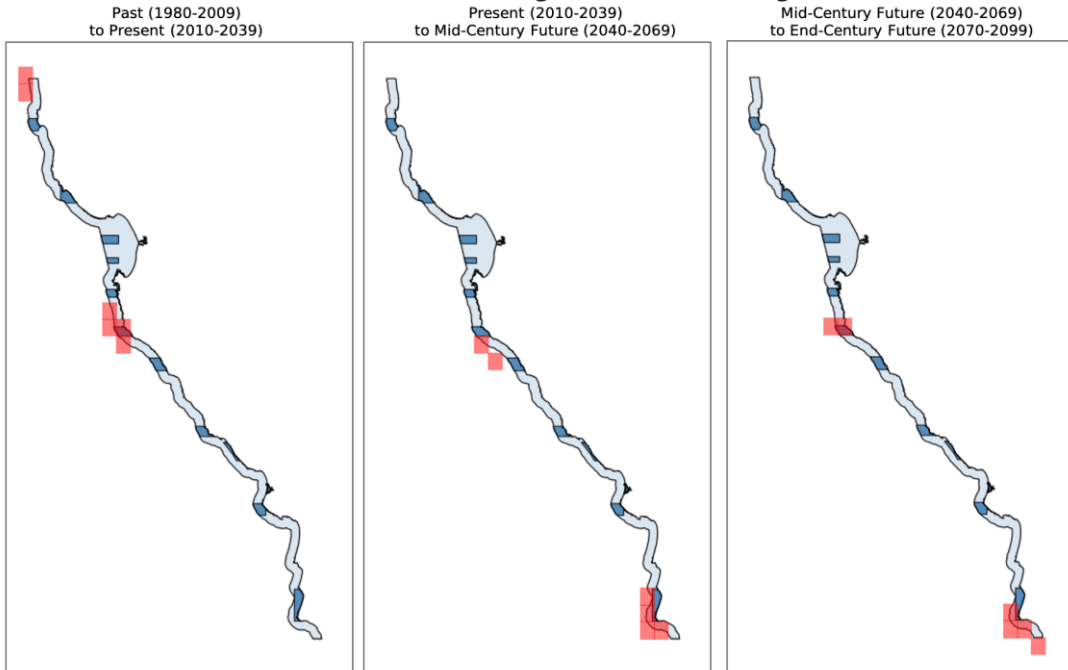 Past (1980-2009)
to Present (2010-2039)
Present (2010-2039)
to Mid-Century Future (2040-2069)
Mid-Century Future (2040-2069)
to End-Century Future (2070-2099)